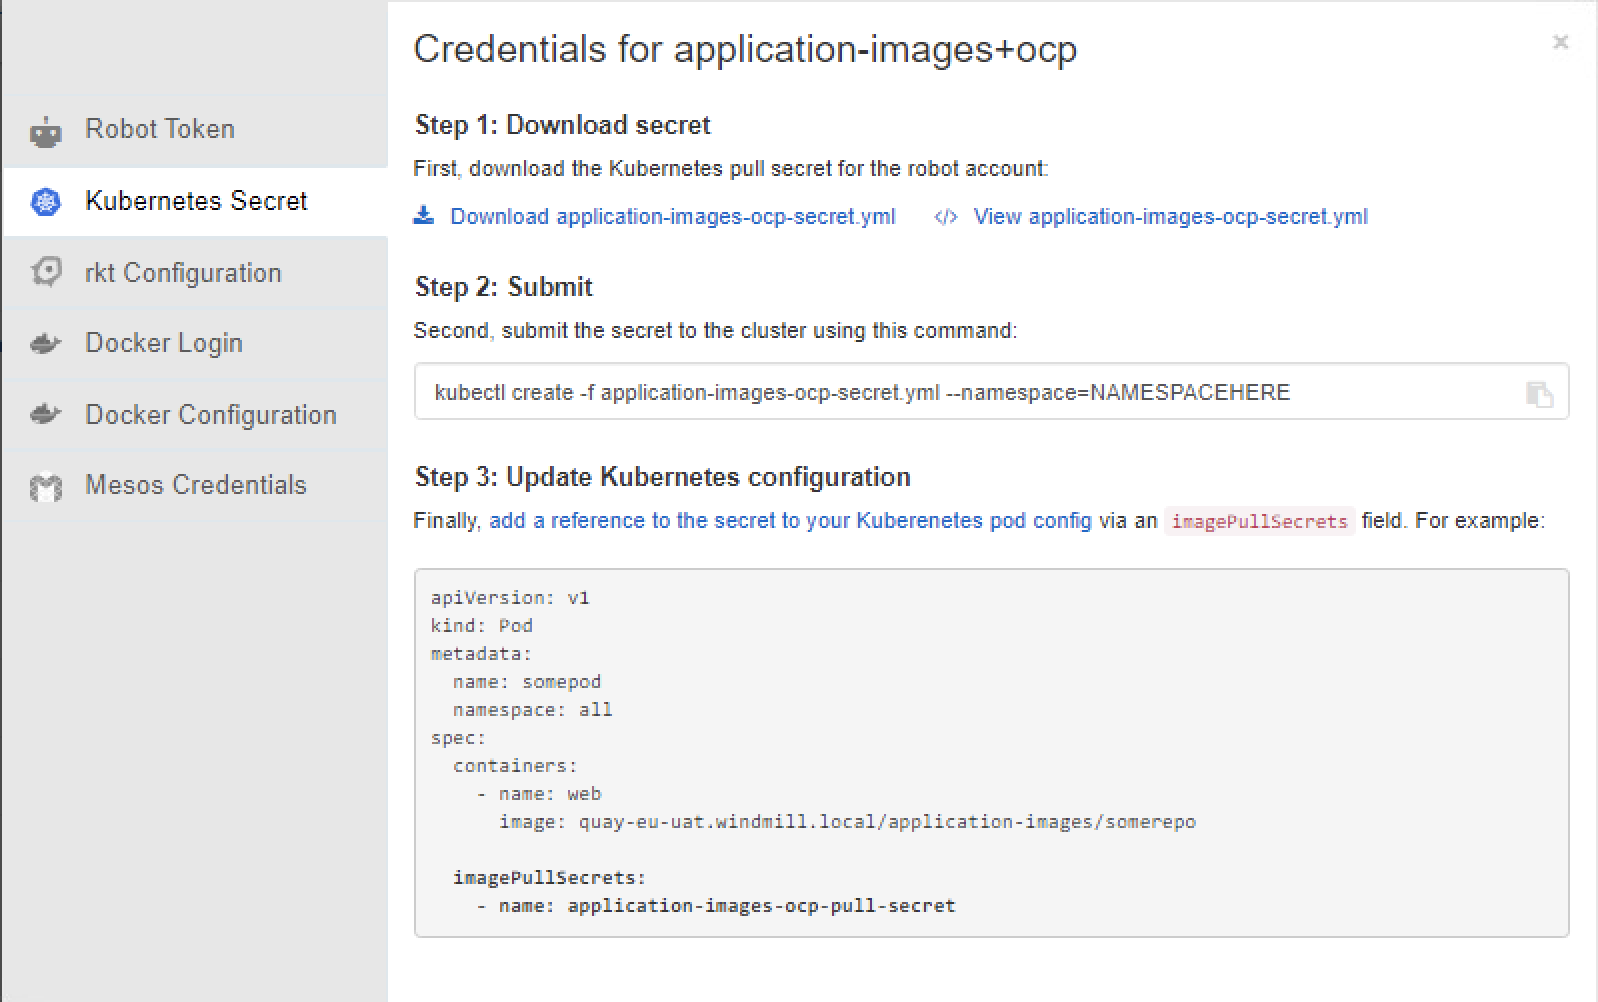 Credentials for application-images+ocp
Robot Token
Kubernetes Secret
rkt Configuration
Docker Login
Docker Configuration
Mesos Credentials
Step 1: Download secret
First, download the Kubernetes pull secret for the robot account:
Download application-images-ocp-secret.yml </> View application-images-ocp-secret.yml
Step 2: Submit
Second, submit the secret to the cluster using this command:
kubectl create -f application-images-ocp-secret.yml --namespace=NAMESPACEHERE
Step 3: Update Kubernetes configuration
Finally, add a reference to the secret to your Kuberenetes pod config via an imagePullSecrets field. For example:
apiVersion: v1
kind: Pod
metadata:
  name: somepod
  namespace: all
spec:
  containers:
    - name: web
      image: quay-eu-uat.windmill.local/application-images/somerepo
  imagePullSecrets:
    - name: application-images-ocp-pull-secret